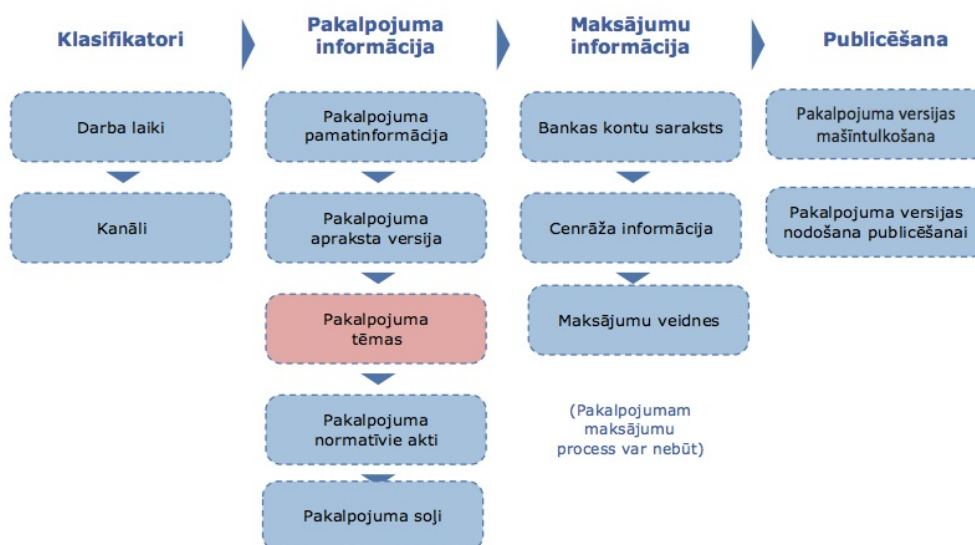 Klasifikatori
Darba laiki
Kanāli
Pakalpojuma
informācija
Pakalpojuma
pamatinformācija
Pakalpojuma
apraksta versija
Pakalpojuma
tēmas
Pakalpojuma
normatīvie akti
Pakalpojuma soļi
Maksājumu
informācija
Bankas kontu saraksts
Cenrāža informācija
Maksājumu veidnes
(Pakalpojumam
maksājumu
process var nebūt)
Publicēšana
Pakalpojuma versijas
mašīntulkošana
Pakalpojuma versijas
nodošana publicēšanai